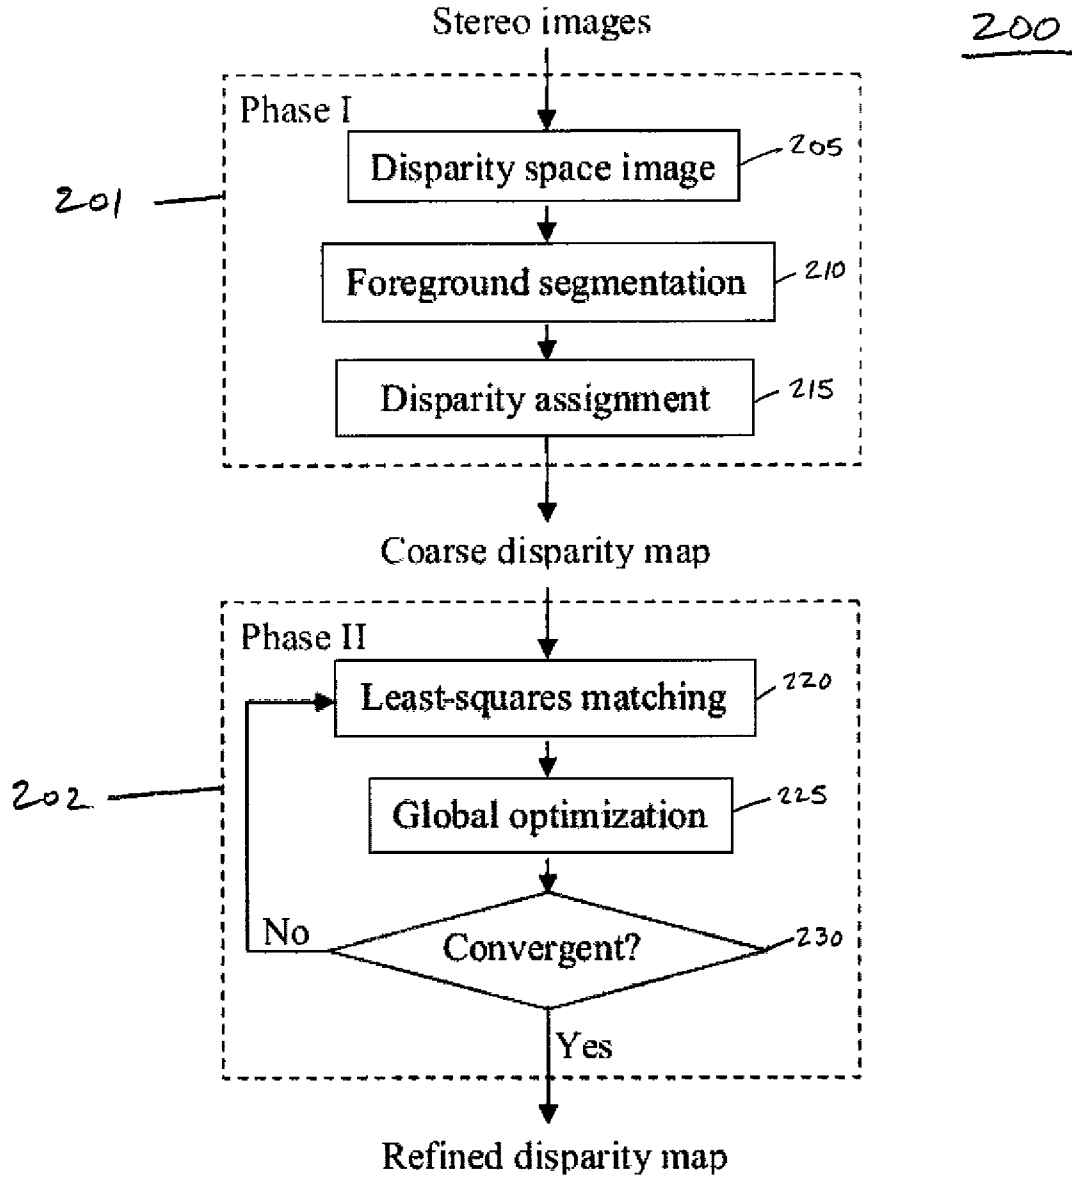 Stereo images
200
Phase I
Disparity space image
205
201
Foreground segmentation
210
Disparity assignment
215
Coarse disparity map
Phase II
Least-squares matching
220
202
Global optimization
225
No
Convergent?
230
Yes
Refined disparity map